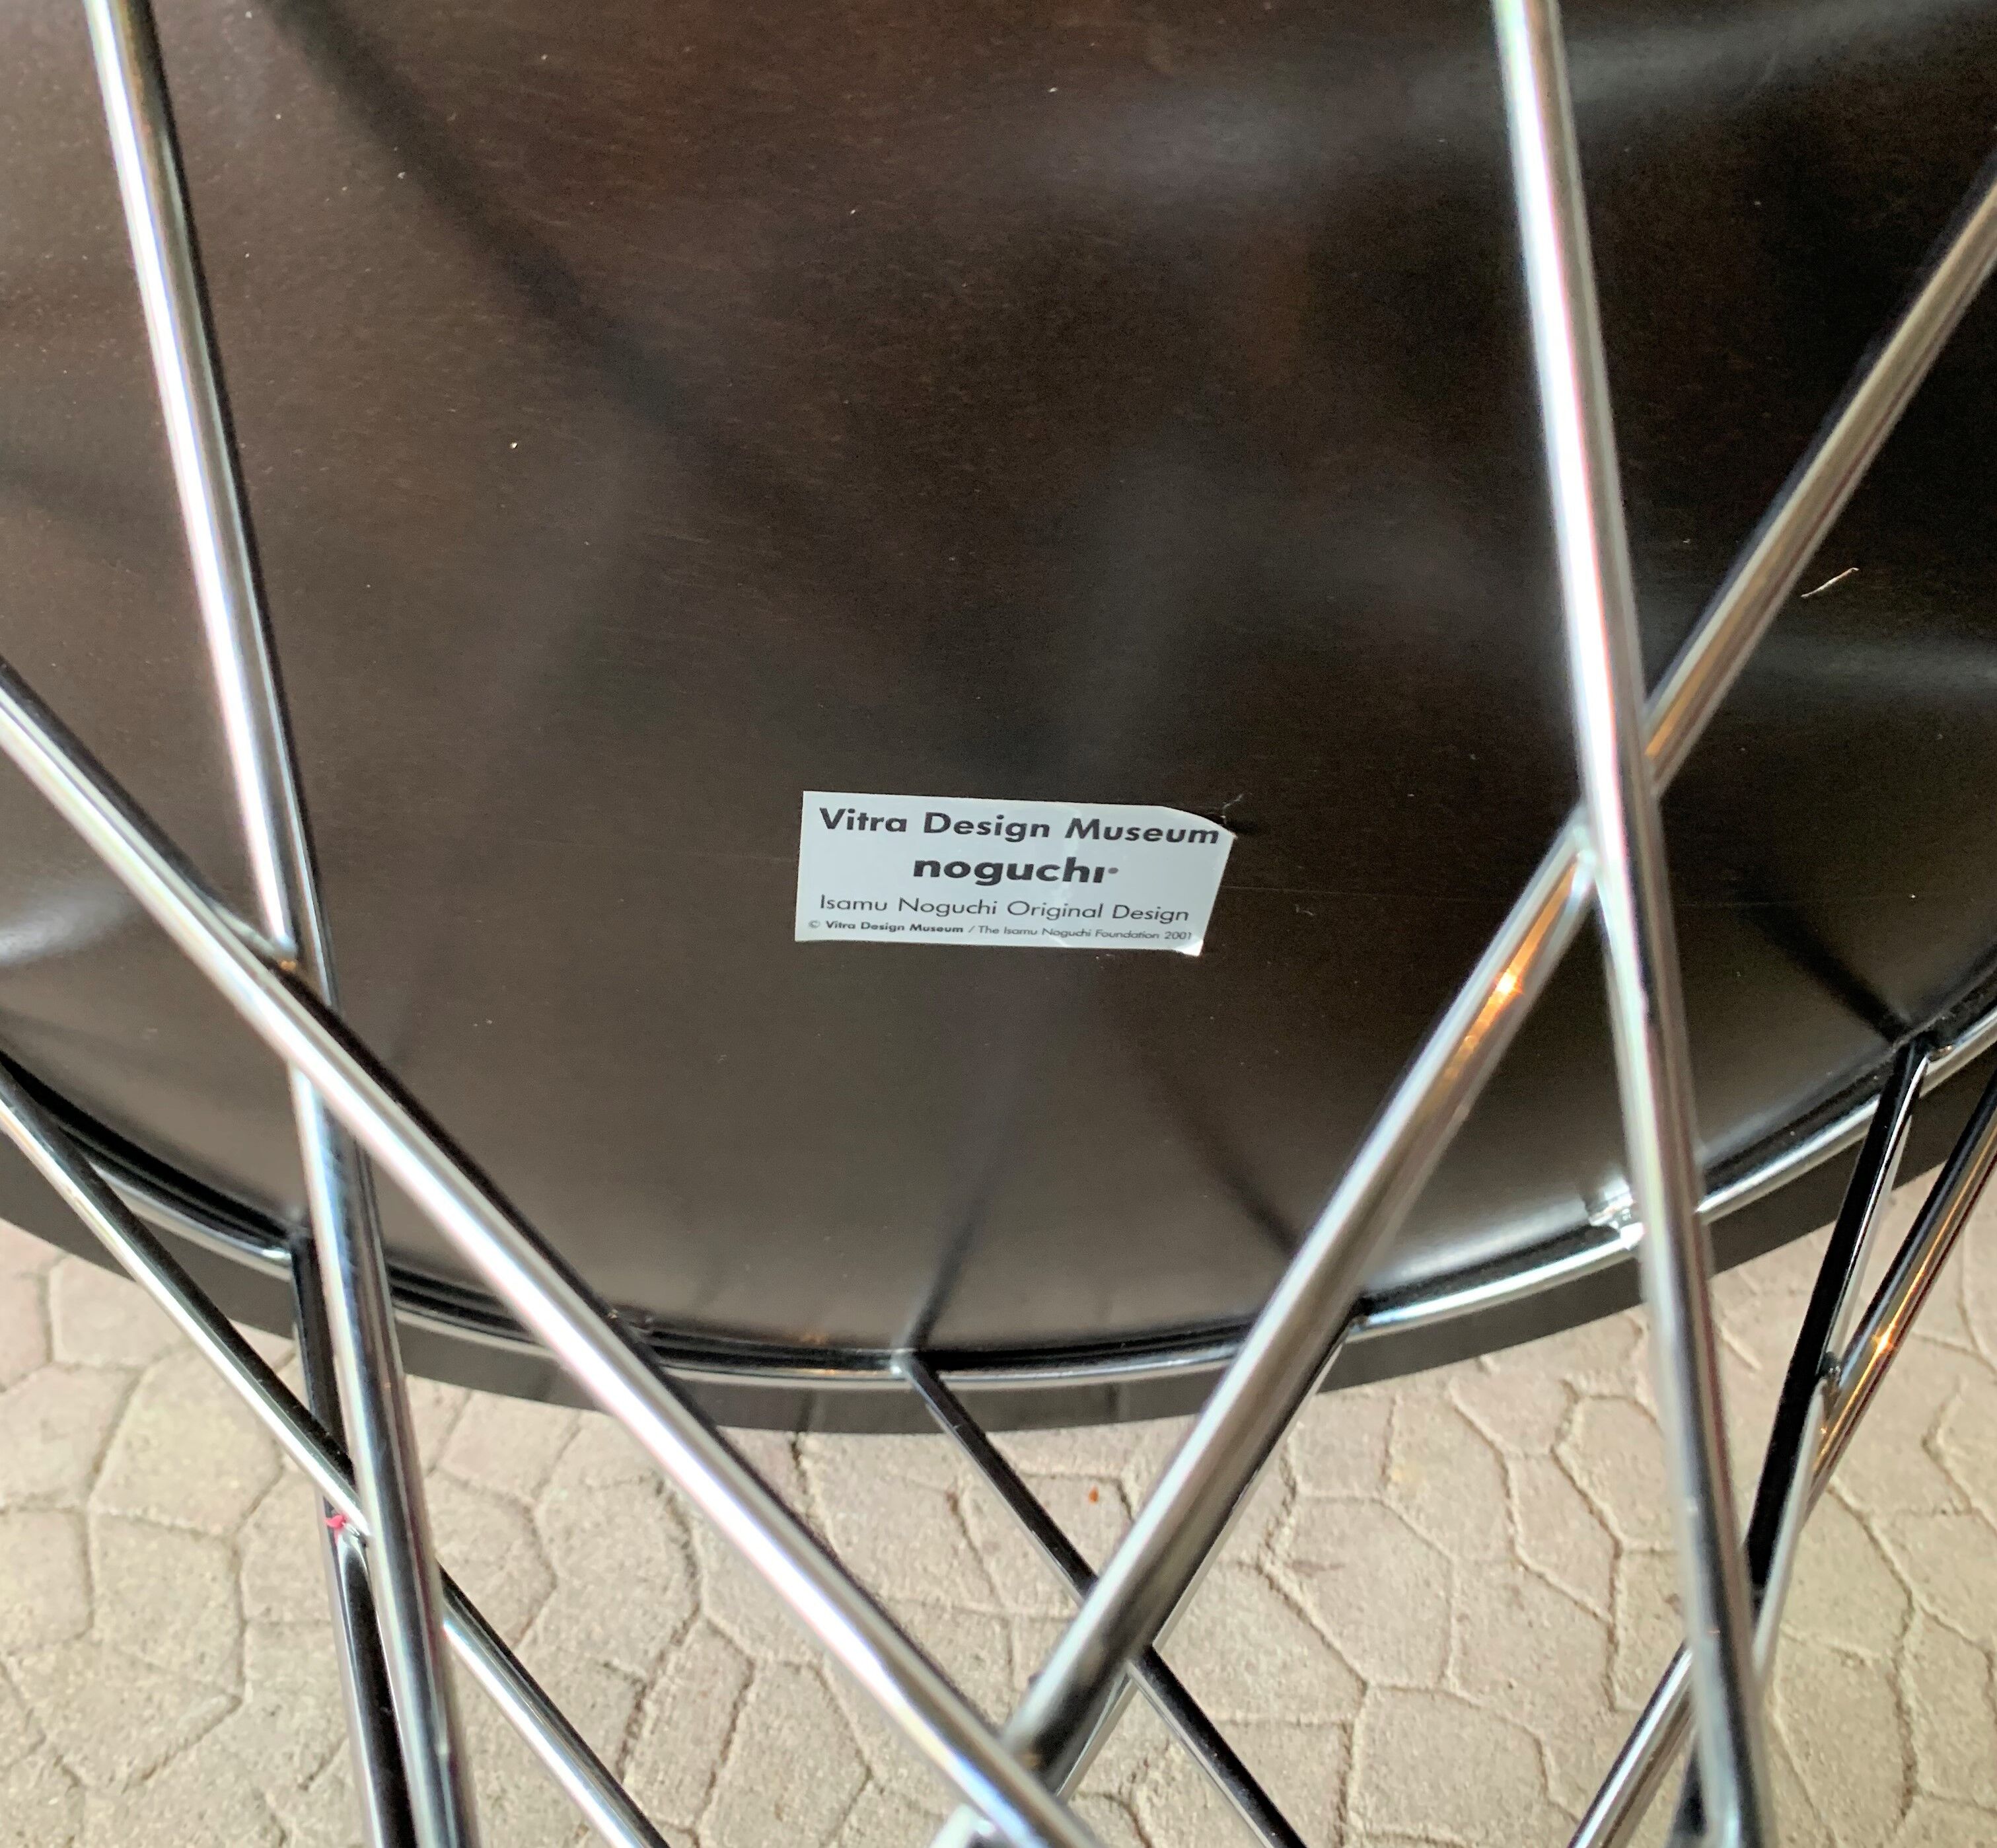 Vitra Design Museum
noguchi
Isamu Noguchi Original Design
© Vitra Design Museum / The Isamu Noguchi Foundation 2001